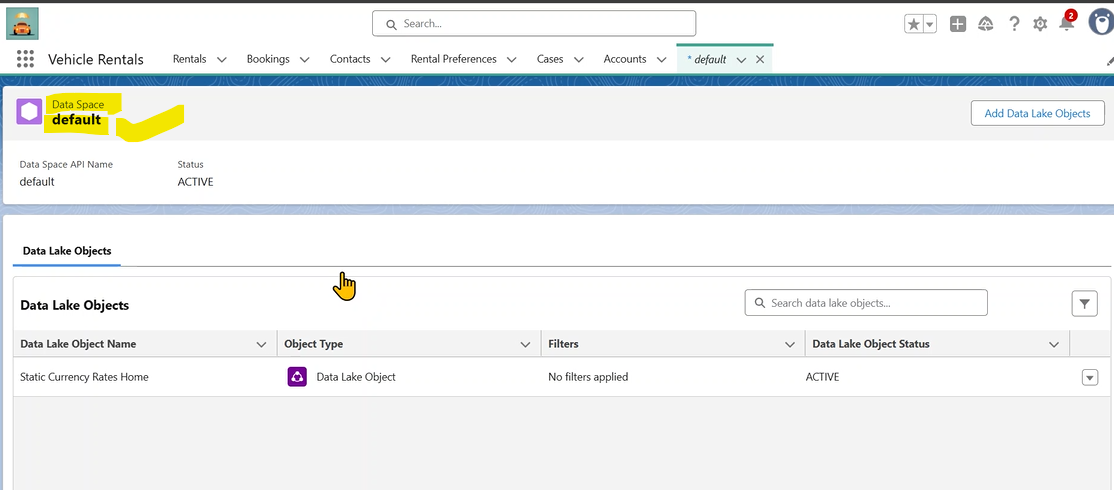 Search...
2
Vehicle Rentals
Rentals
Bookings
Contacts
Rental Preferences
Cases
Accounts
* default
Data Space
default
Add Data Lake Objects
Data Space API Name
Status
default
ACTIVE
Data Lake Objects
Data Lake Objects
Search data lake objects...
Data Lake Object Name
Object Type
Filters
Data Lake Object Status
Static Currency Rates Home
Data Lake Object
No filters applied
ACTIVE